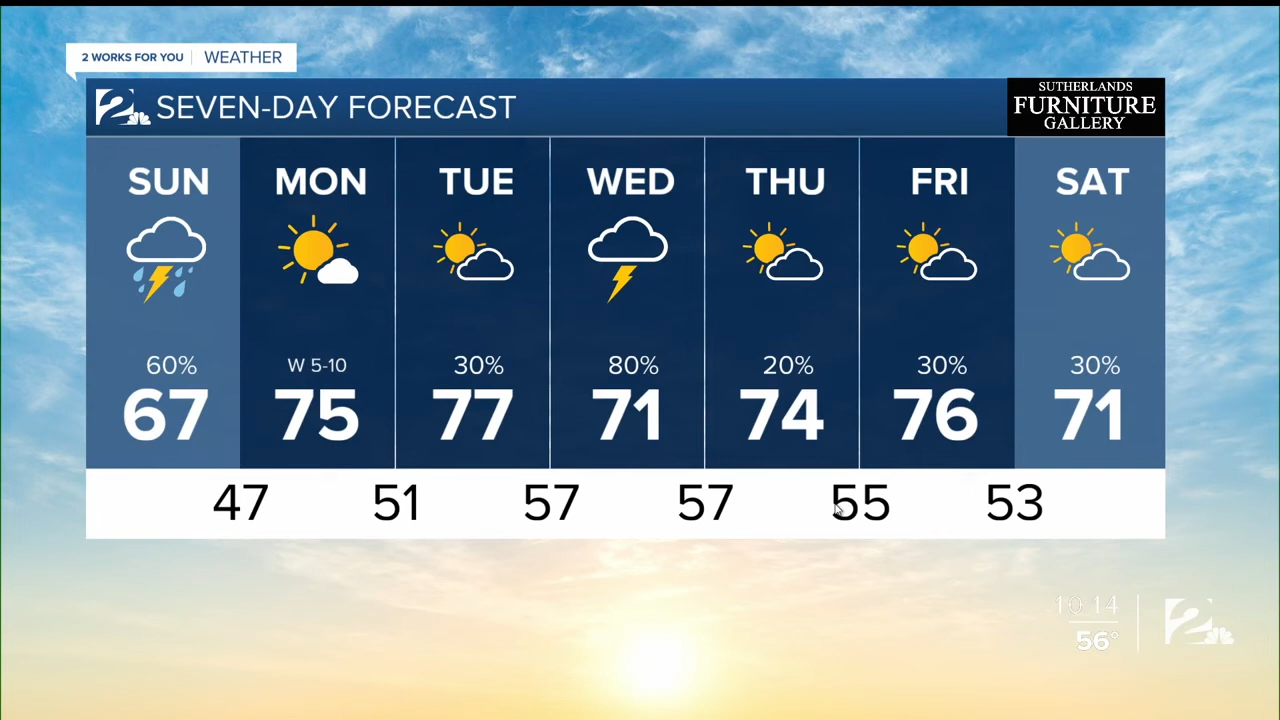 2 WORKS FOR YOU WEATHER
2 SEVEN-DAY FORECAST
SUTHERLANDS
FURNITURE
GALLERY
SUN MON TUE WED THU FRI SAT
60% W 5-10 30% 80% 20% 30% 30%
67 75 77 71 74 76 71
47 51 57 57 55 53
10:14
56°
2